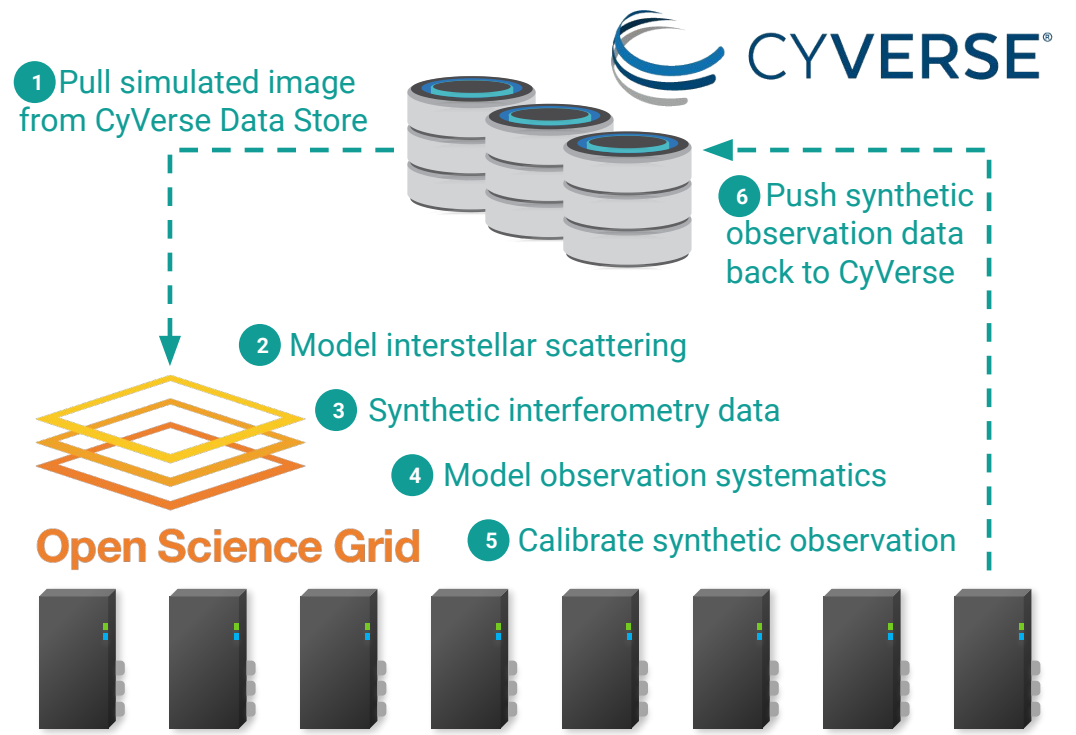 CYVERSE®
1 Pull simulated image
from CyVerse Data Store
6 Push synthetic
observation data
back to CyVerse
2 Model interstellar scattering
3 Synthetic interferometry data
4 Model observation systematics
5 Calibrate synthetic observation
Open Science Grid